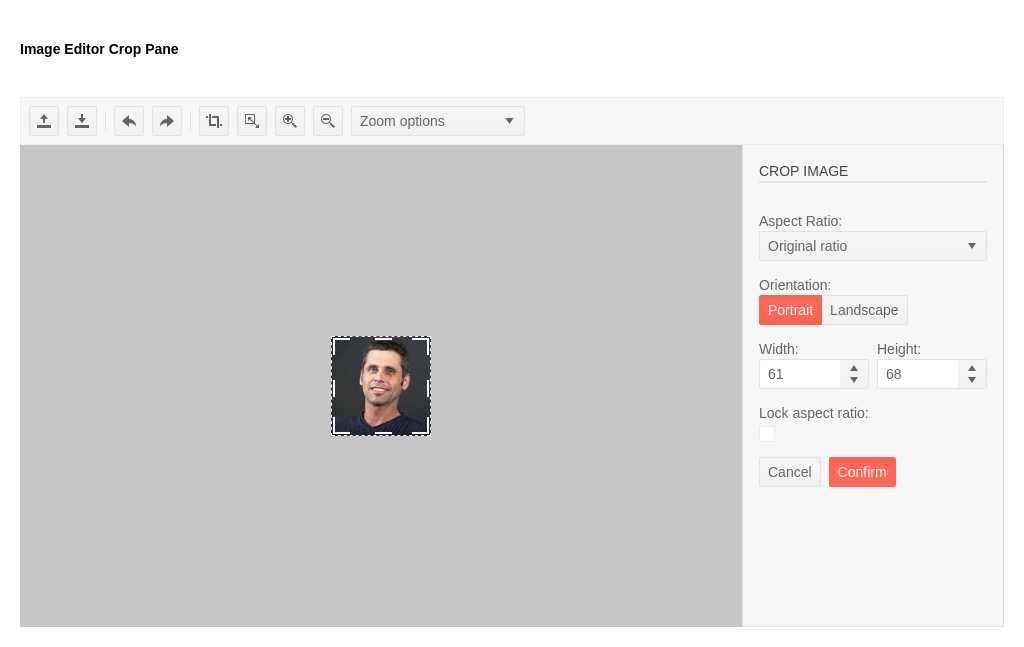 Image Editor Crop Pane
Zoom options
CROP IMAGE
Aspect Ratio:
Original ratio
Orientation:
Portrait Landscape
Width: Height:
61 68
Lock aspect ratio:
Cancel Confirm